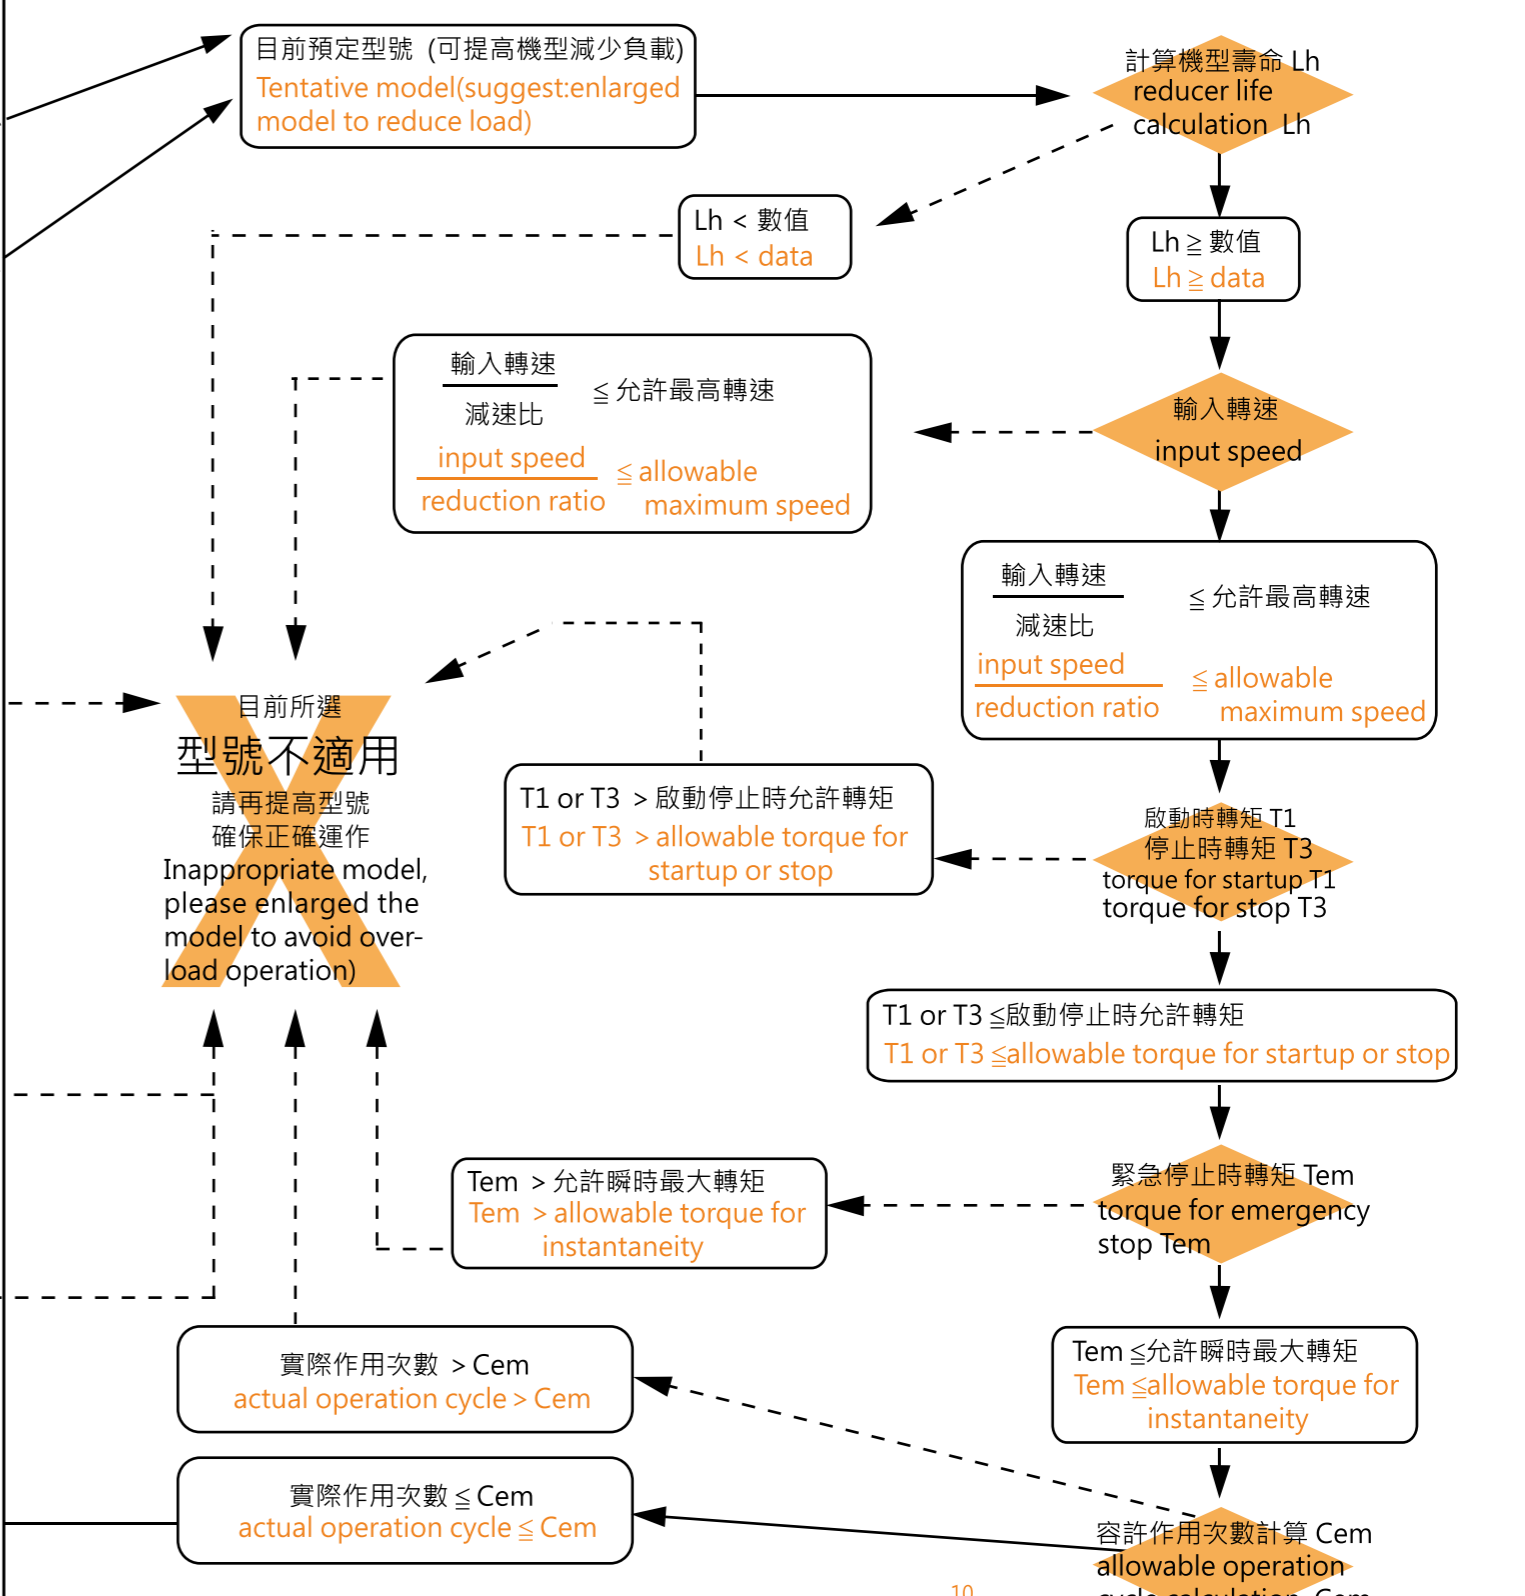 目前預定型號 (可提高機型減少負載)
Tentative model(suggest:enlarged
model to reduce load)
計算機型壽命 Lh
reducer life
calculation Lh
Lh < 數值
Lh < data
Lh ≧ 數值
Lh ≧ data
輸入轉速
減速比
≦ 允許最高轉速
input speed
reduction ratio
≦ allowable
maximum speed
輸入轉速
input speed
輸入轉速
減速比
≦ 允許最高轉速
input speed
reduction ratio
≦ allowable
maximum speed
目前所選
型號不適用
請再提高型號
確保正確運作
Inappropriate model,
please enlarged the
model to avoid over-
load operation)
T1 or T3 > 啟動停止時允許轉矩
T1 or T3 > allowable torque for
startup or stop
啟動時轉矩 T1
停止時轉矩 T3
torque for startup T1
torque for stop T3
T1 or T3 ≦啟動停止時允許轉矩
T1 or T3 ≦allowable torque for startup or stop
Tem > 允許瞬時最大轉矩
Tem > allowable torque for
instantaneity
緊急停止時轉矩 Tem
torque for emergency
stop Tem
Tem ≦允許瞬時最大轉矩
Tem ≦allowable torque for
instantaneity
實際作用次數 > Cem
actual operation cycle > Cem
實際作用次數 ≦ Cem
actual operation cycle ≦ Cem
容許作用次數計算 Cem
allowable operation
cycle calculation Cem
10